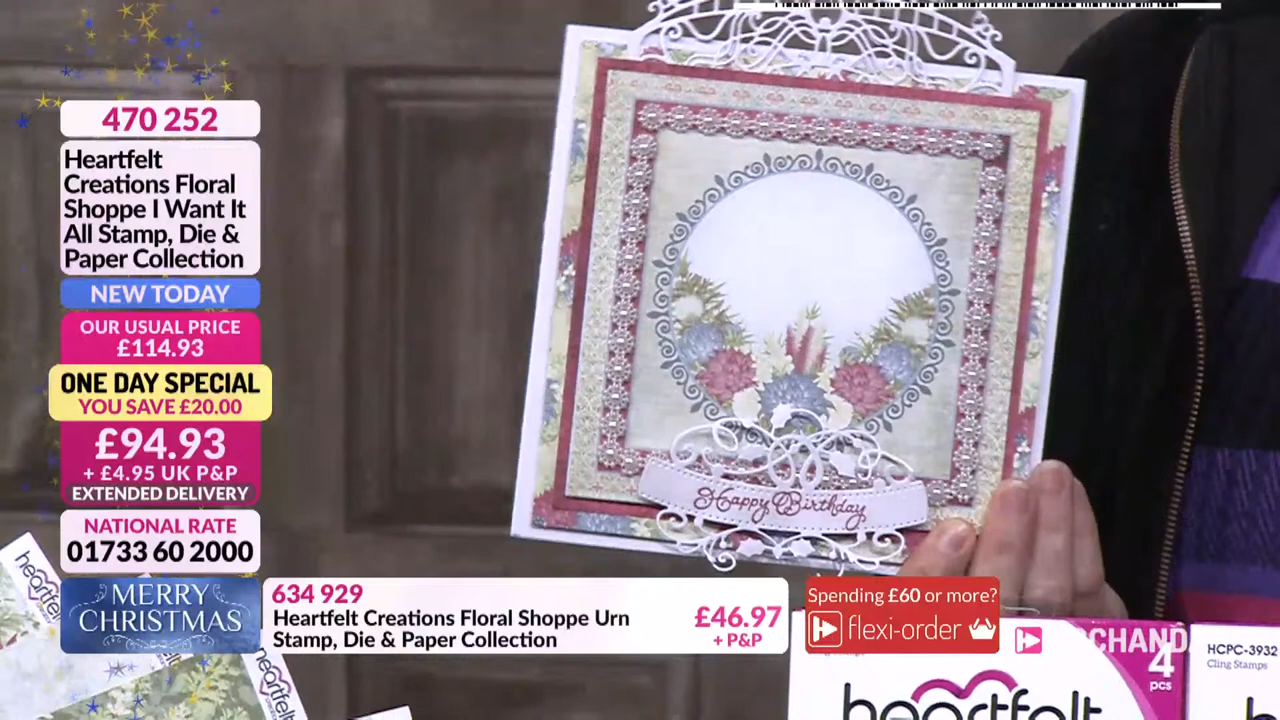 470 252
Heartfelt
Creations Floral
Shoppe I Want It
All Stamp, Die &
Paper Collection
NEW TODAY
OUR USUAL PRICE
£114.93
ONE DAY SPECIAL
YOU SAVE £20.00
£94.93
+ £4.95 UK P&P
EXTENDED DELIVERY
NATIONAL RATE
01733 60 2000
MERRY
CHRISTMAS
634 929
Heartfelt Creations Floral Shoppe Urn
Stamp, Die & Paper Collection
£46.97
+ P&P
Spending £60 or more?
flexi-order
Happy Birthday
heartfelt
heartfelt
heartfelt
4
pcs
HCPC-3932
Cling Stamps